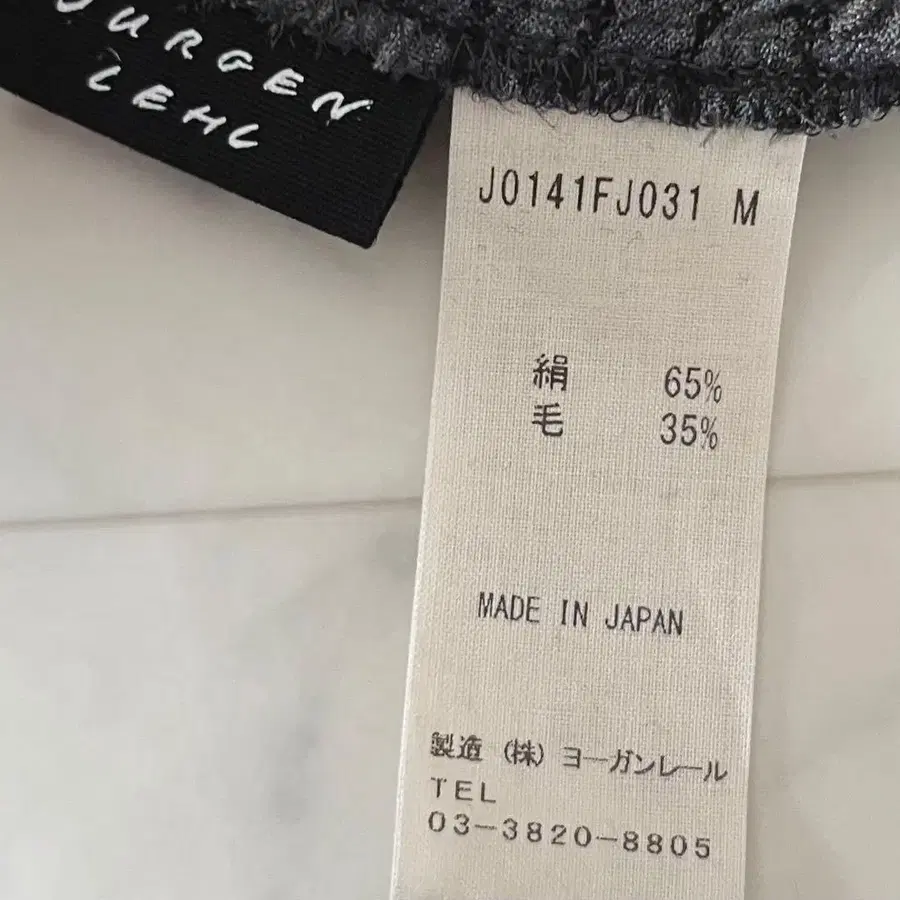 JURGEN
LEHL
J0141FJ031 M
絹 65%
毛 35%
MADE IN JAPAN
製造 (株) ヨーガンレール
TEL
03-3820-8805